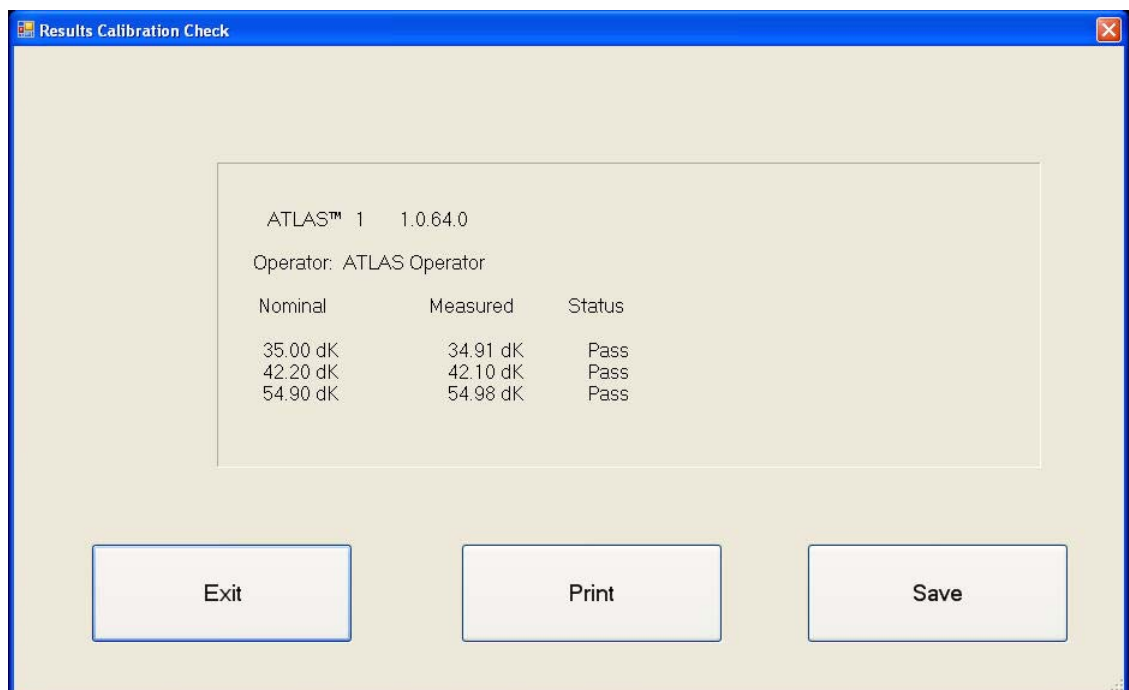 Results Calibration Check
ATLAS™ 1 1.0.64.0
Operator: ATLAS Operator
Nominal Measured Status
35.00 dK 34.91 dK Pass
42.20 dK 42.10 dK Pass
54.90 dK 54.98 dK Pass
Exit Print Save